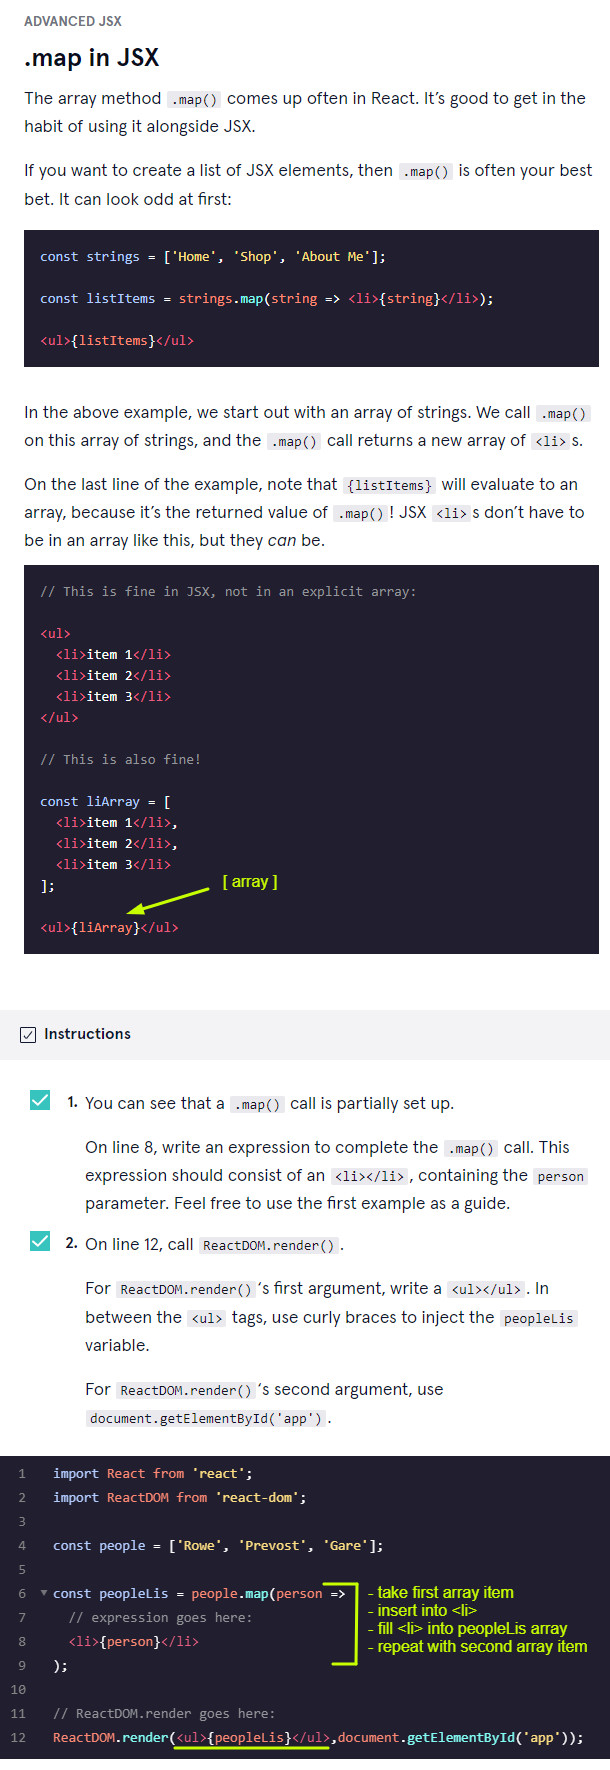 ADVANCED JSX
.map in JSX
The array method .map() comes up often in React. It’s good to get in the
habit of using it alongside JSX.
If you want to create a list of JSX elements, then .map() is often your best
bet. It can look odd at first:
const strings = ['Home', 'Shop', 'About Me'];
const listItems = strings.map(string => <li>{string}</li>);
<ul>{listItems}</ul>
In the above example, we start out with an array of strings. We call .map()
on this array of strings, and the .map() call returns a new array of <li> s.
On the last line of the example, note that {listItems} will evaluate to an
array, because it’s the returned value of .map() ! JSX <li> s don’t have to
be in an array like this, but they can be.
// This is fine in JSX, not in an explicit array:
<ul>
  <li>item 1</li>
  <li>item 2</li>
  <li>item 3</li>
</ul>
// This is also fine!
const liArray = [
  <li>item 1</li>,
  <li>item 2</li>,
  <li>item 3</li>
];
[ array ]
<ul>{liArray}</ul>
Instructions
1. You can see that a .map() call is partially set up.
On line 8, write an expression to complete the .map() call. This
expression should consist of an <li></li> , containing the person
parameter. Feel free to use the first example as a guide.
2. On line 12, call ReactDOM.render() .
For ReactDOM.render() ‘s first argument, write a <ul></ul> . In
between the <ul> tags, use curly braces to inject the peopleLis
variable.
For ReactDOM.render() ‘s second argument, use
document.getElementById('app') .
1 import React from 'react';
2 import ReactDOM from 'react-dom';
3
4 const people = ['Rowe', 'Prevost', 'Gare'];
5
6 const peopleLis = people.map(person =>
7   // expression goes here:
8   <li>{person}</li>
9 );
- take first array item
- insert into <li>
- fill <li> into peopleLis array
- repeat with second array item
10
11 // ReactDOM.render goes here:
12 ReactDOM.render(<ul>{peopleLis}</ul>,document.getElementById('app'));